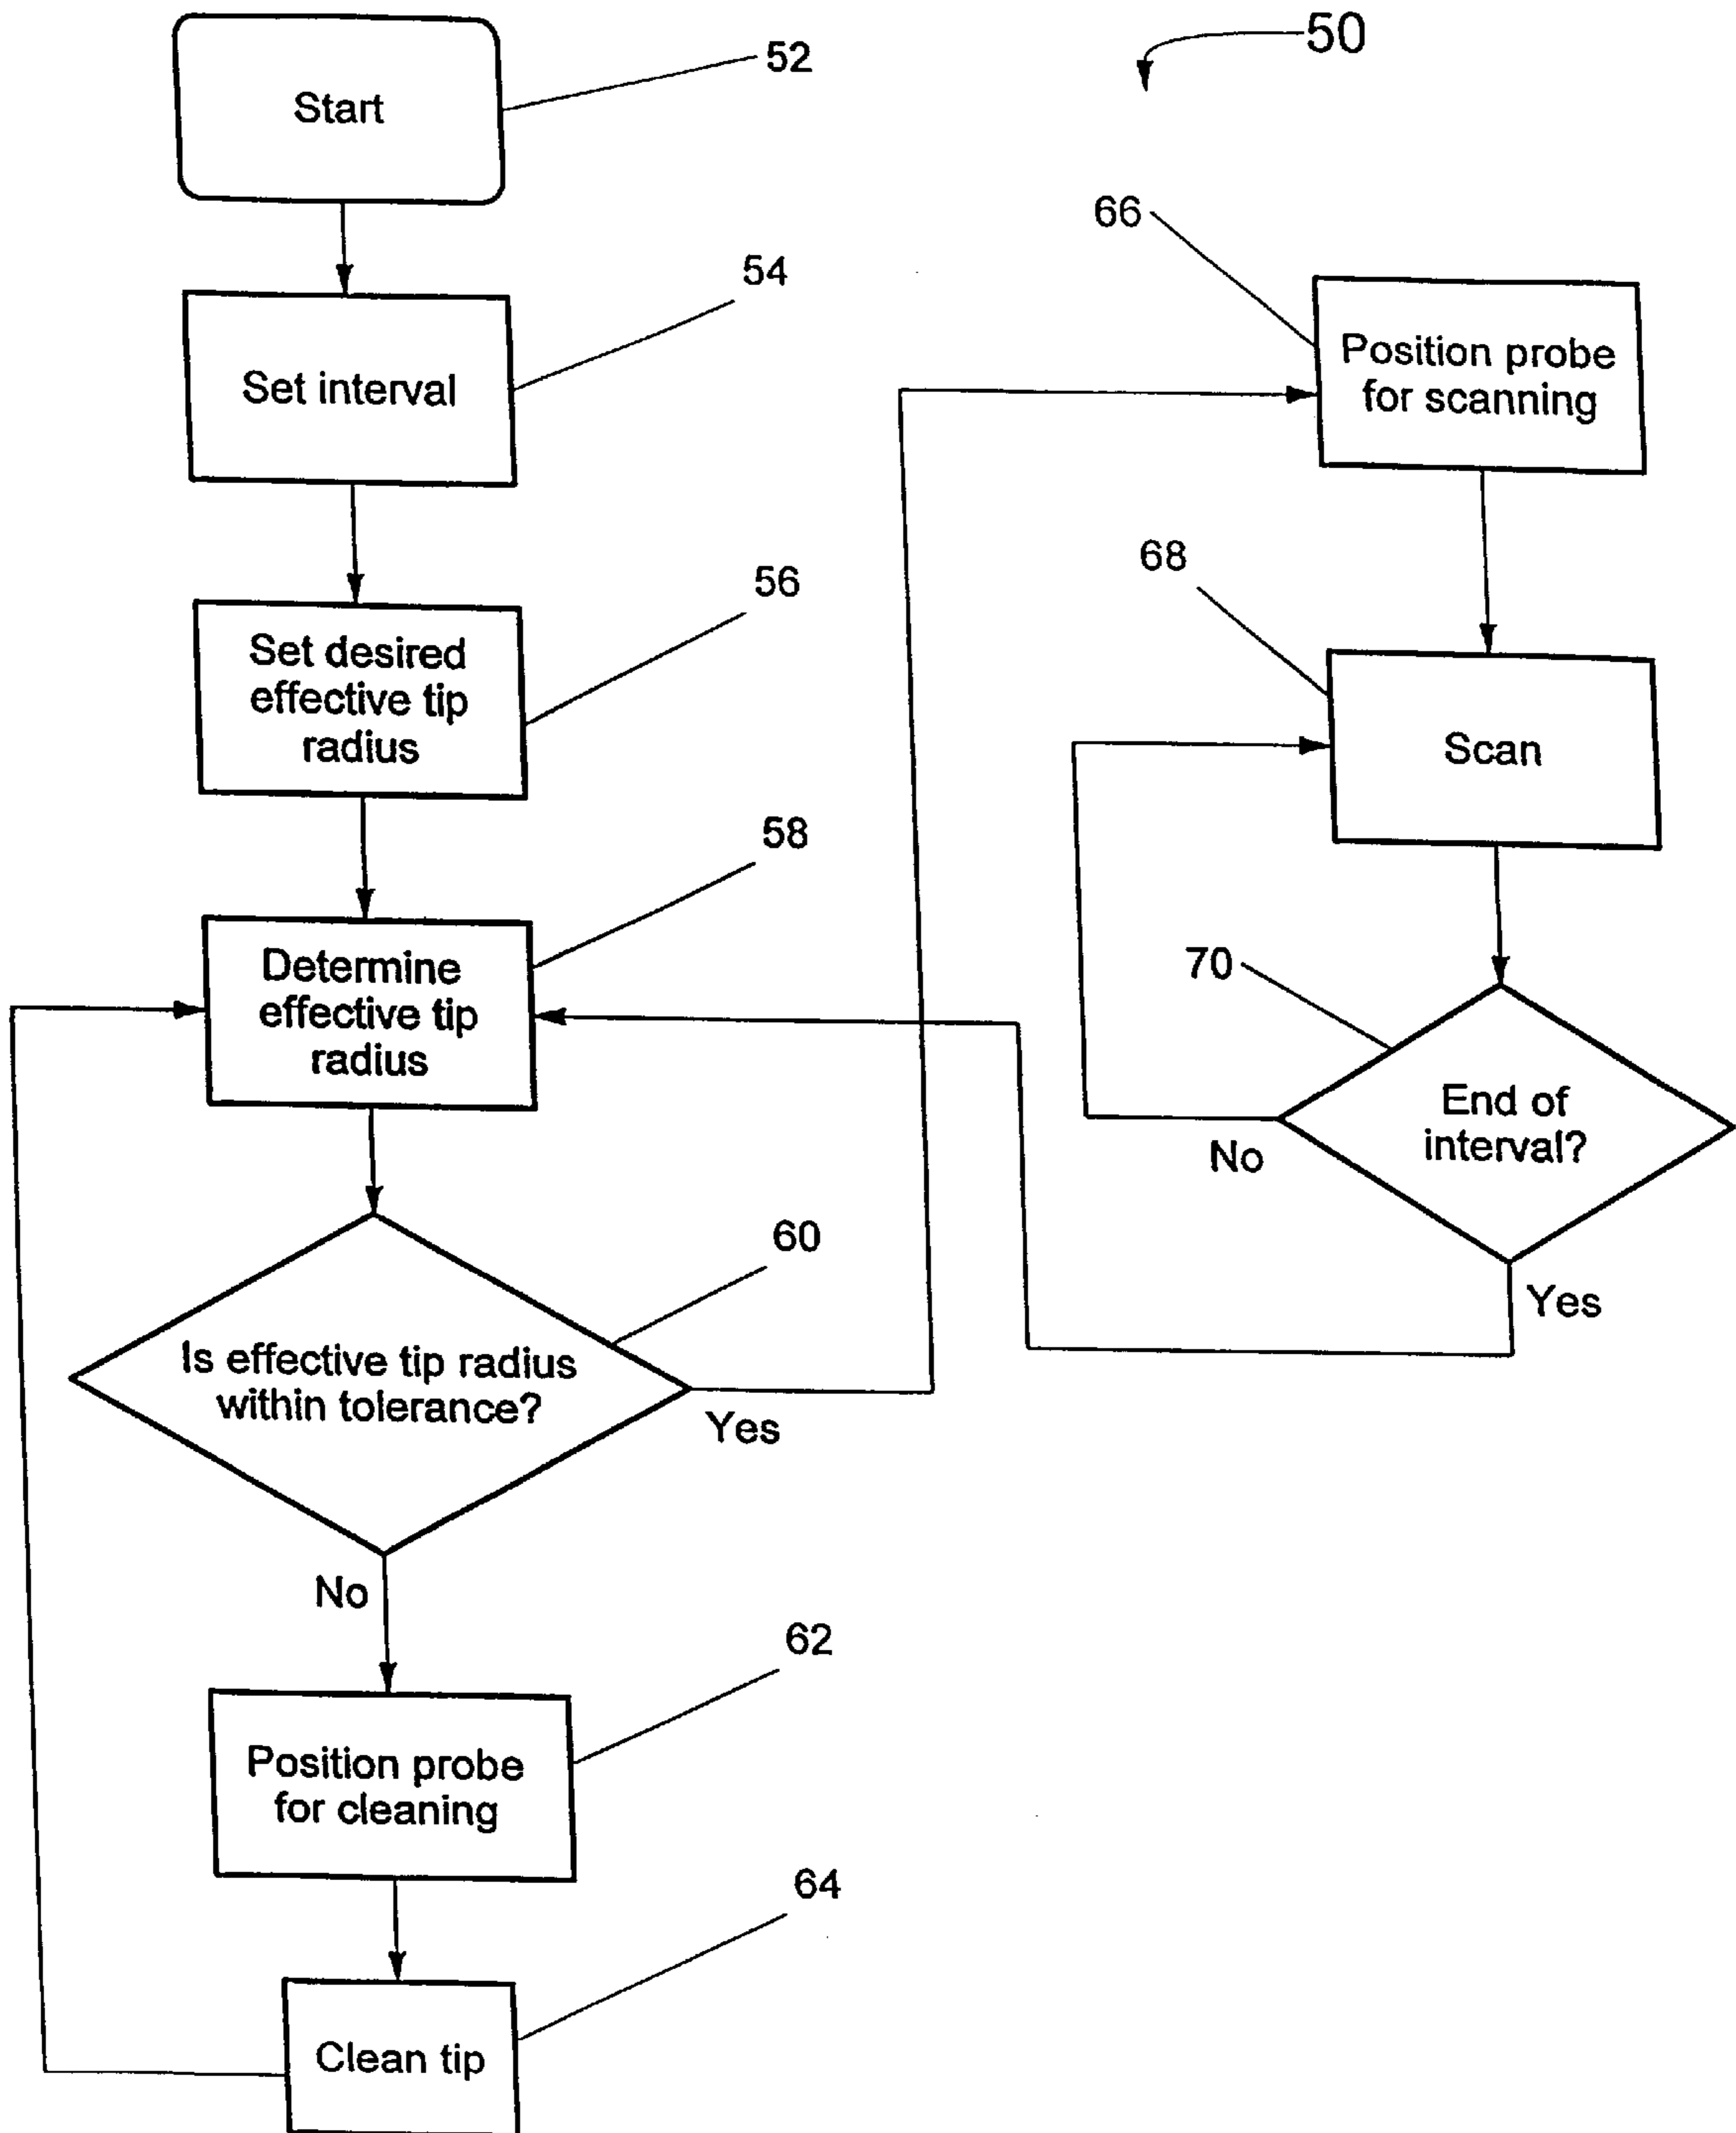 50
Start
52
Set interval
54
Set desired
effective tip
radius
56
Determine
effective tip
radius
58
Is effective tip radius
within tolerance?
60
Yes
No
Position probe
for cleaning
62
Clean tip
64
66
Position probe
for scanning
68
Scan
70
End of
interval?
No
Yes